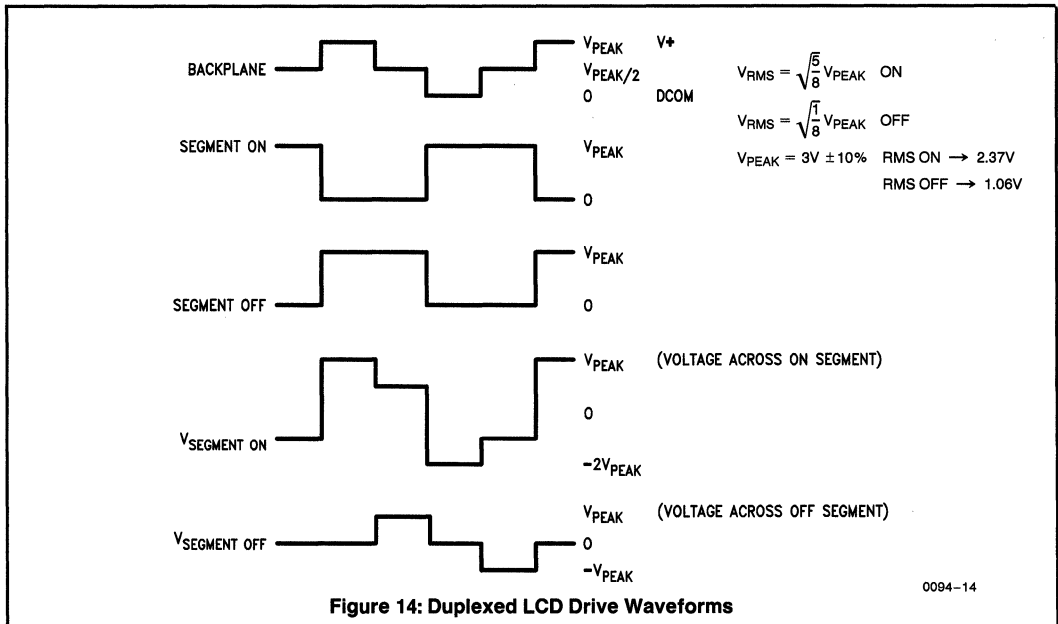 BACKPLANE
V_PEAK V+
V_PEAK/2
0 DCOM
V_RMS = √5/8 V_PEAK ON
V_RMS = √1/8 V_PEAK OFF
V_PEAK = 3V ±10% RMS ON → 2.37V
RMS OFF → 1.06V
SEGMENT ON
V_PEAK
0
SEGMENT OFF
V_PEAK
0
V_SEGMENT ON
V_PEAK (VOLTAGE ACROSS ON SEGMENT)
0
-2V_PEAK
V_SEGMENT OFF
V_PEAK (VOLTAGE ACROSS OFF SEGMENT)
0
-V_PEAK
0094-14
Figure 14: Duplexed LCD Drive Waveforms